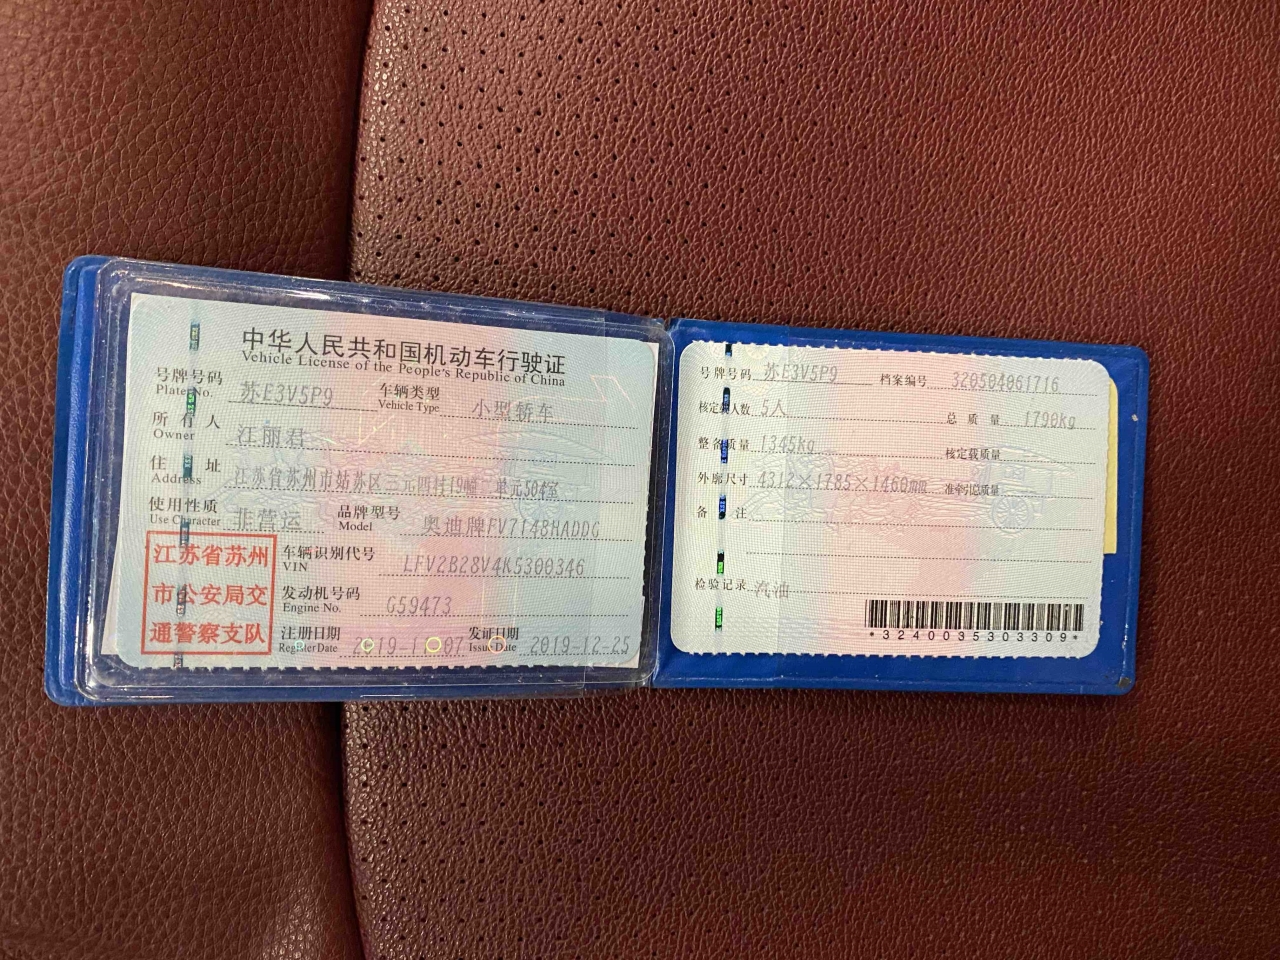 中华人民共和国机动车行驶证
Vehicle License of the People's Republic of China
号牌号码 苏E3V5P9 车辆类型 小型轿车
Plate No. Vehicle Type
所有人 汪丽君
Owner
住址 江苏省苏州市姑苏区三元四村19幢 单元504室
Address
使用性质 非营运 品牌型号 奥迪牌FV7148HADDG
Use Character Model
江苏省苏州
市公安局交
通警察支队
车辆识别代号 LFV2B28V4K5300346
VIN
发动机号码 G59473
Engine No.
注册日期 发证日期 2019-12-25
Register Date Issue Date
号牌号码 苏E3V5P9 档案编号 320504061716
核定载人数 5人 总质量 1790kg
整备质量 1345kg 核定载质量
外廓尺寸 4312×1785×1460mm 准牵引总质量
备注
检验记录 汽油
*3240035303309*